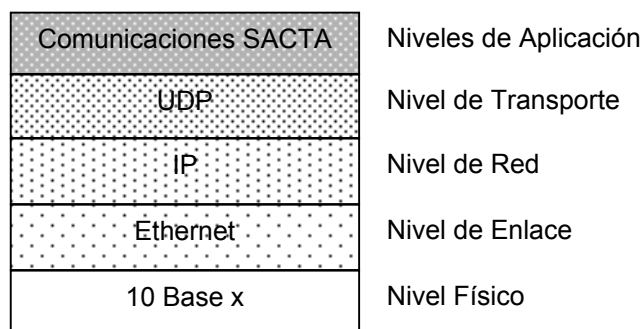 Comunicaciones SACTA Niveles de Aplicación
UDP Nivel de Transporte
IP Nivel de Red
Ethernet Nivel de Enlace
10 Base x Nivel Físico